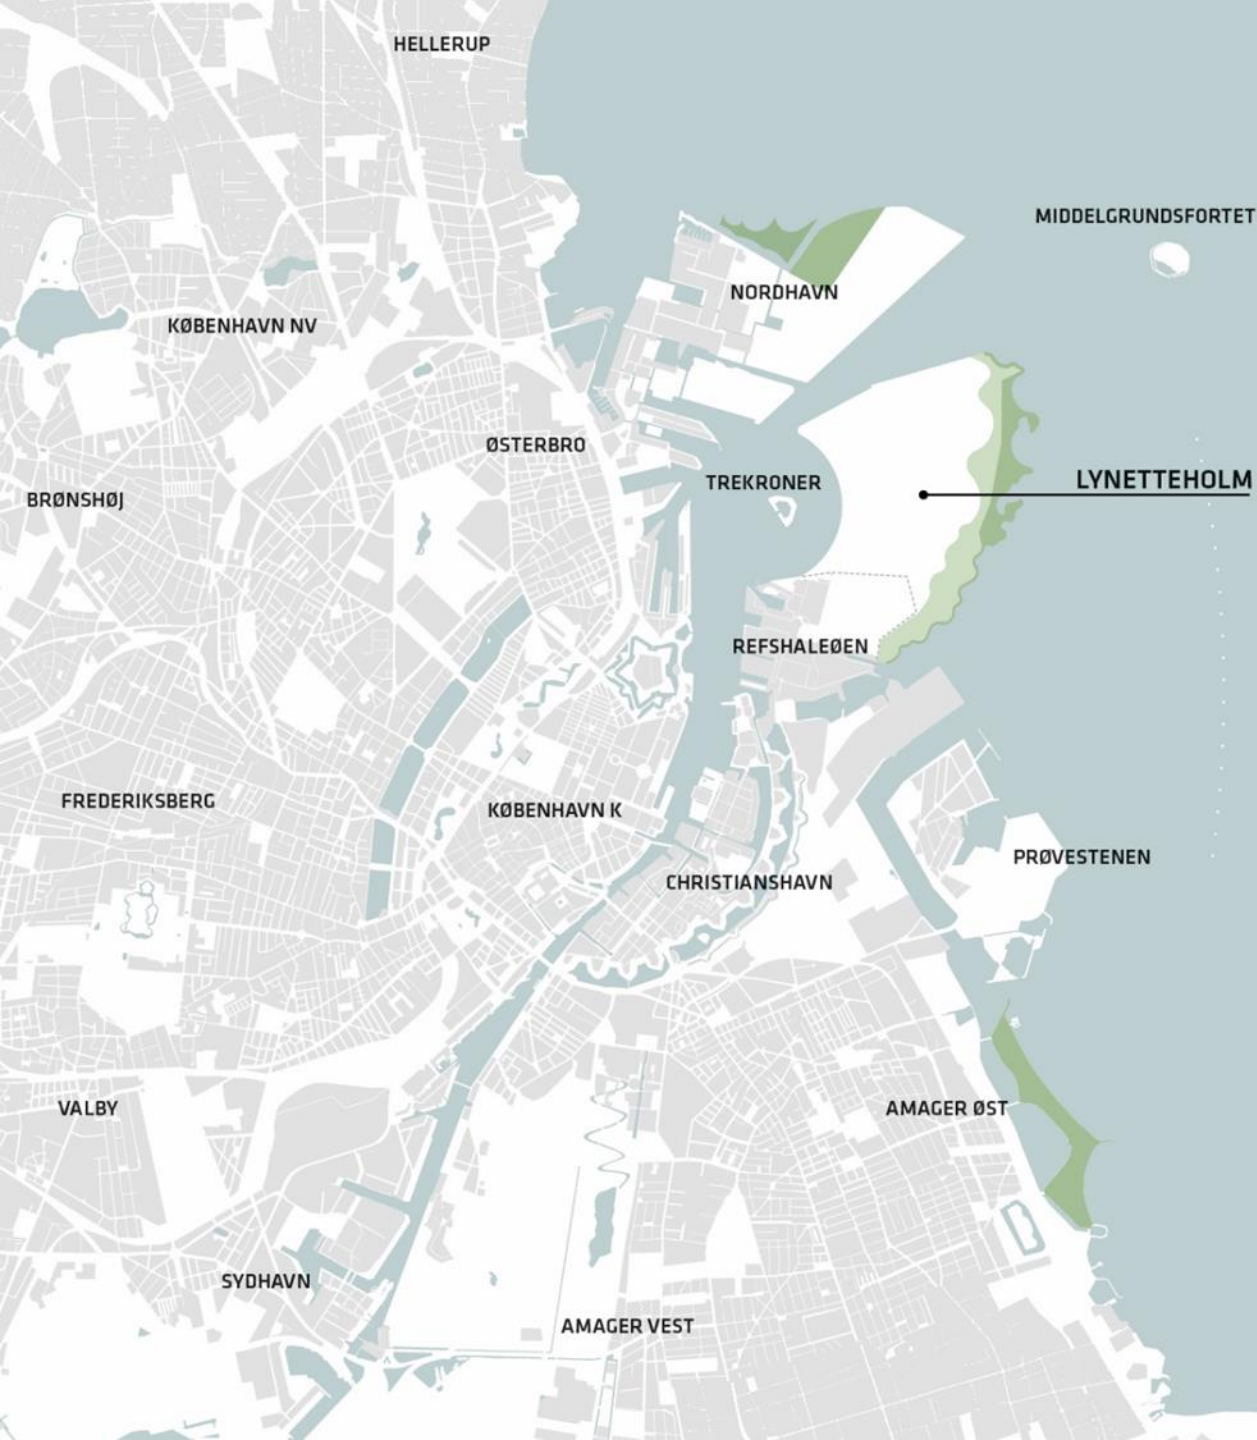 HELLERUP
MIDDELGRUNDSFORTET
NORDHAVN
KØBENHAVN NV
ØSTERBRO
LYNETTEHOLM
TREKRONER
BRØNSHØJ
REFSHALEØEN
FREDERIKSBERG
KØBENHAVN K
PRØVESTENEN
CHRISTIANSHAVN
VALBY
AMAGER ØST
SYDHAVN
AMAGER VEST